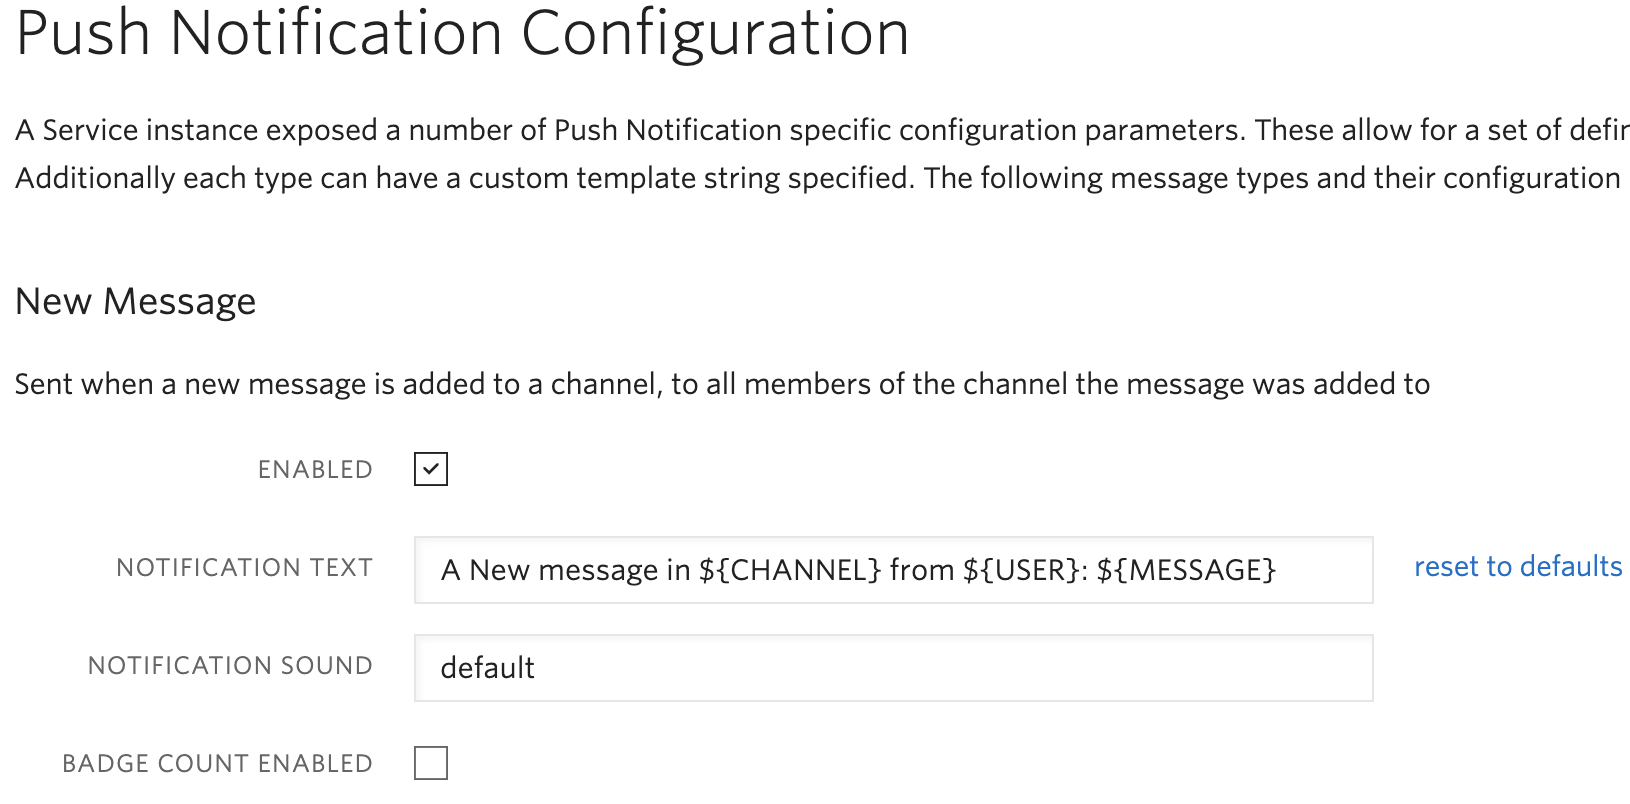 Push Notification Configuration
A Service instance exposed a number of Push Notification specific configuration parameters. These allow for a set of
Additionally each type can have a custom template string specified. The following message types and their configuration
New Message
Sent when a new message is added to a channel, to all members of the channel the message was added to
ENABLED
NOTIFICATION TEXT A New message in ${CHANNEL} from ${USER}: ${MESSAGE} reset to defaults
NOTIFICATION SOUND default
BADGE COUNT ENABLED